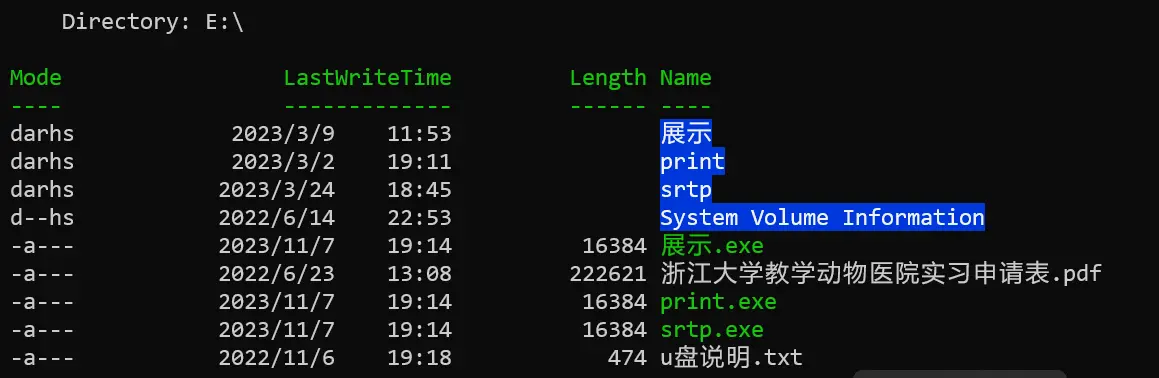 Directory: E:\
Mode LastWriteTime Length Name
---- ------------- ------ ----
darhs 2023/3/9 11:53 展示
darhs 2023/3/2 19:11 print
darhs 2023/3/24 18:45 srtp
d--hs 2022/6/14 22:53 System Volume Information
-a--- 2023/11/7 19:14 16384 展示.exe
-a--- 2022/6/23 13:08 222621 浙江大学教学动物医院实习申请表.pdf
-a--- 2023/11/7 19:14 16384 print.exe
-a--- 2023/11/7 19:14 16384 srtp.exe
-a--- 2022/11/6 19:18 474 u盘说明.txt